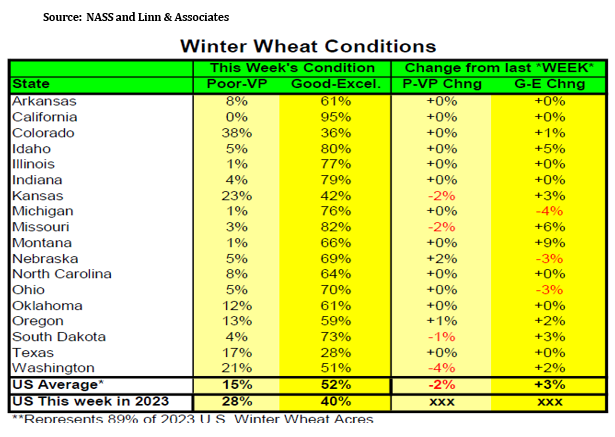 Source: NASS and Linn & Associates
Winter Wheat Conditions
This Week's Condition Change from last *WEEK*
State Poor-VP Good-Excel. P-VP Chng G-E Chng
Arkansas 8% 61% +0% +0%
California 0% 95% +0% +0%
Colorado 38% 36% +0% +1%
Idaho 5% 80% +0% +5%
Illinois 1% 77% +0% +0%
Indiana 4% 79% +0% +0%
Kansas 23% 42% -2% +3%
Michigan 1% 76% +0% -4%
Missouri 3% 82% -2% +6%
Montana 1% 66% +0% +9%
Nebraska 5% 69% +2% -3%
North Carolina 8% 64% +0% +0%
Ohio 5% 70% +0% -3%
Oklahoma 12% 61% +0% +0%
Oregon 13% 59% +1% +2%
South Dakota 4% 73% -1% +3%
Texas 17% 28% +0% +0%
Washington 21% 51% -4% +2%
US Average* 15% 52% -2% +3%
US This week in 2023 28% 40% xxx xxx
**Represents 89% of 2023 U.S. Winter Wheat Acres